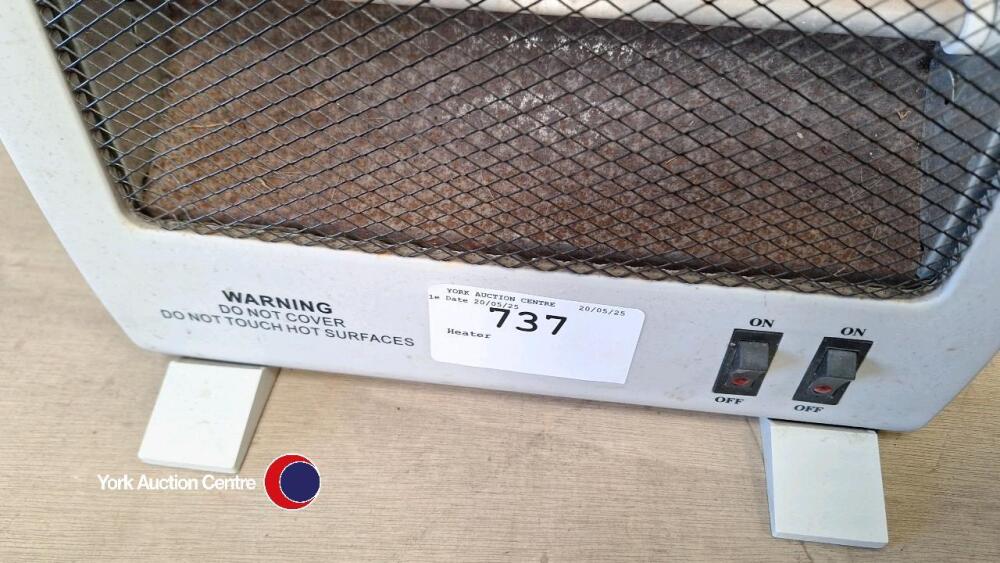 WARNING
DO NOT COVER
DO NOT TOUCH HOT SURFACES
YORK AUCTION CENTRE 20/05/25
le Date 20/05/25
737
Heater
ON
OFF
ON
OFF
York Auction Centre